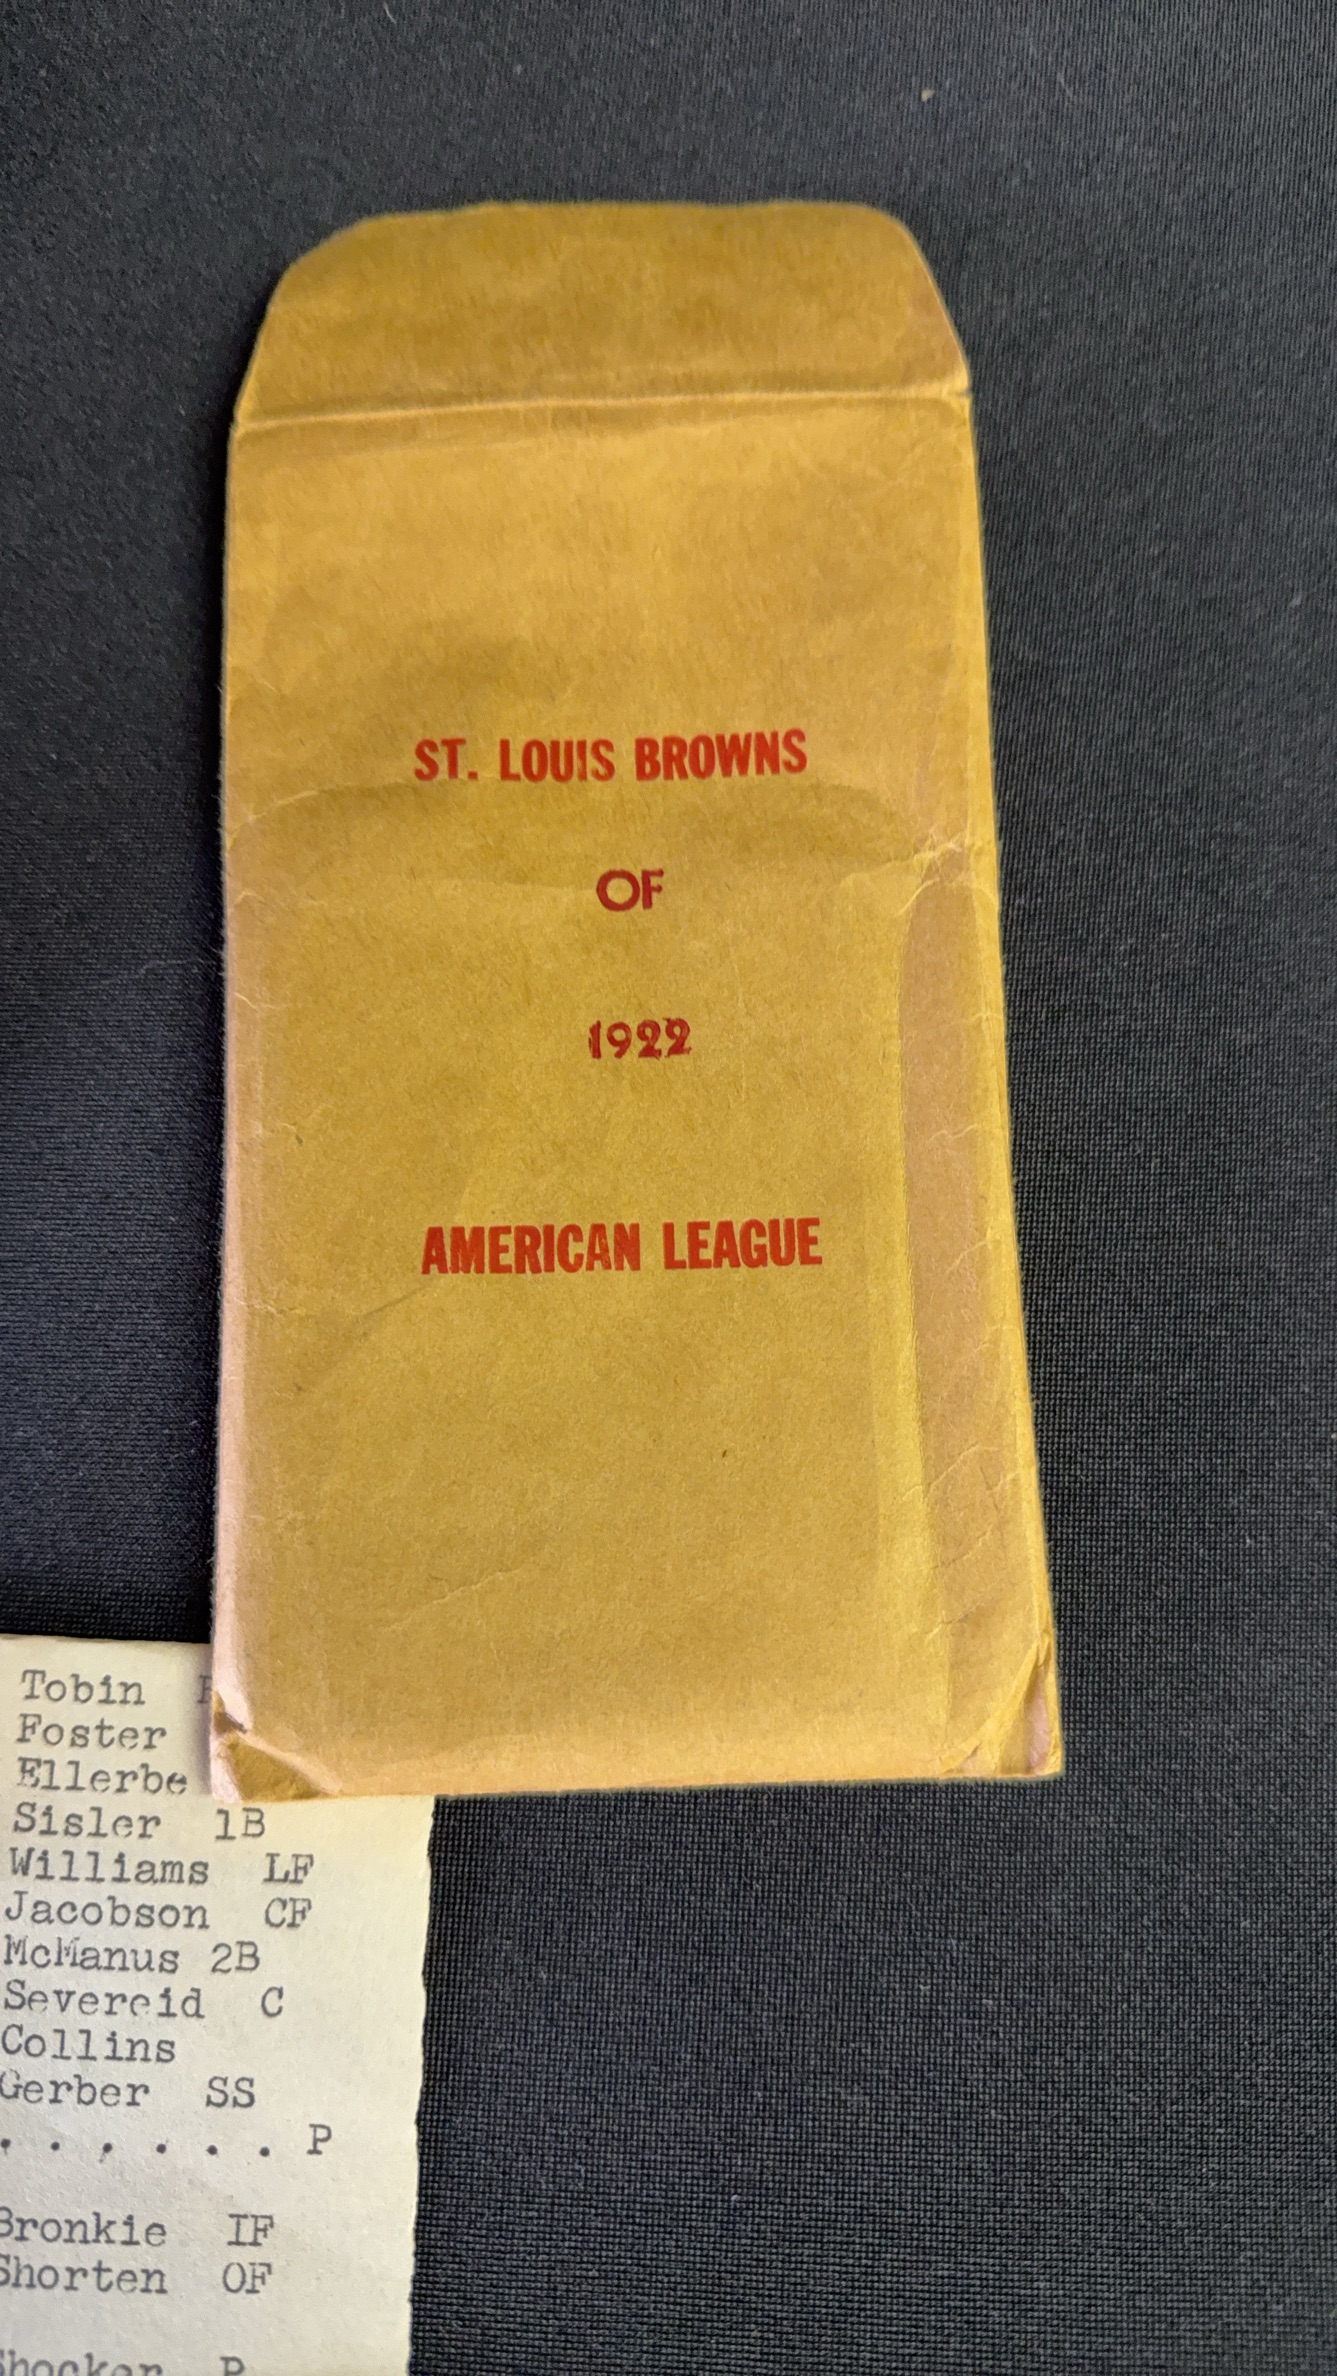 ST. LOUIS BROWNS
OF
1922
AMERICAN LEAGUE
Tobin
Foster
Ellerbe
Sisler 1B
Williams LF
Jacobson CF
McManus 2B
Severeid C
Collins
Gerber SS
. . . . . . P
Bronkie IF
Shorten OF
Shocker P